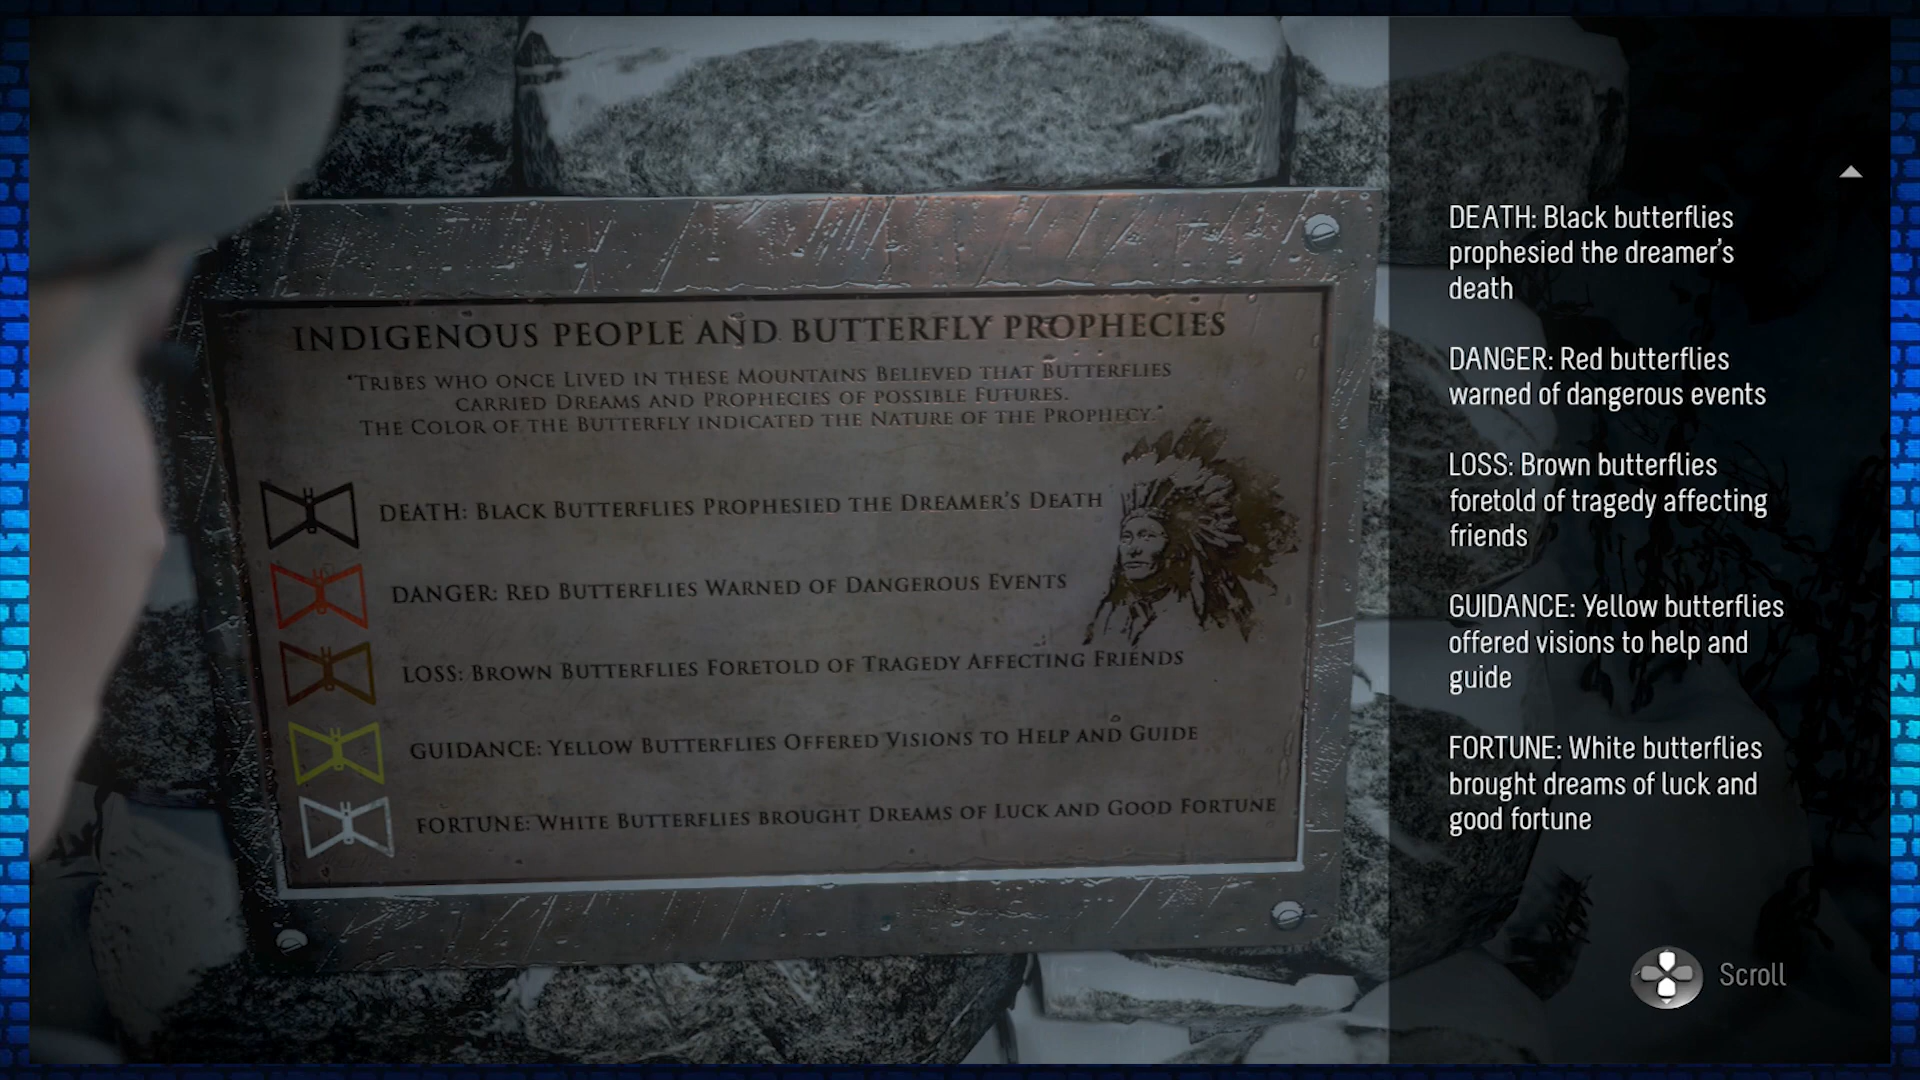 INDIGENOUS PEOPLE AND BUTTERFLY PROPHECIES
"TRIBES WHO ONCE LIVED IN THESE MOUNTAINS BELIEVED THAT BUTTERFLIES
CARRIED DREAMS AND PROPHECIES OF POSSIBLE FUTURES.
THE COLOR OF THE BUTTERFLY INDICATED THE NATURE OF THE PROPHECY."
DEATH: BLACK BUTTERFLIES PROPHESIED THE DREAMER'S DEATH
DANGER: RED BUTTERFLIES WARNED OF DANGEROUS EVENTS
LOSS: BROWN BUTTERFLIES FORETOLD OF TRAGEDY AFFECTING FRIENDS
GUIDANCE: YELLOW BUTTERFLIES OFFERED VISIONS TO HELP AND GUIDE
FORTUNE: WHITE BUTTERFLIES BROUGHT DREAMS OF LUCK AND GOOD FORTUNE
DEATH: Black butterflies
prophesied the dreamer's
death
DANGER: Red butterflies
warned of dangerous events
LOSS: Brown butterflies
foretold of tragedy affecting
friends
GUIDANCE: Yellow butterflies
offered visions to help and
guide
FORTUNE: White butterflies
brought dreams of luck and
good fortune
Scroll